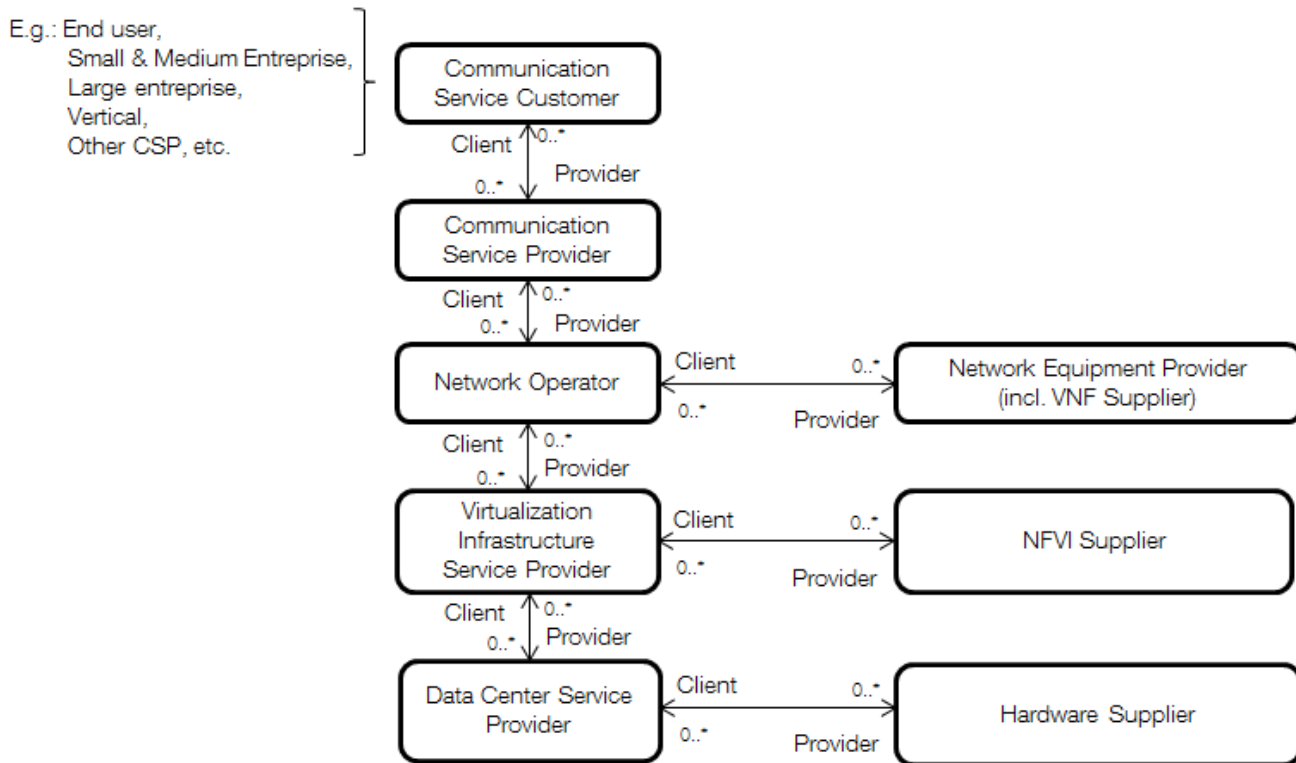 E.g.: End user,
Small & Medium Entreprise,
Large entreprise,
Vertical,
Other CSP, etc.
Communication
Service Customer
Client
0..*
0..*
Provider
Communication
Service Provider
Client
0..*
0..*
Provider
Network Operator
Client
0..*
0..*
Provider
Network Equipment Provider
(incl. VNF Supplier)
Client
0..*
0..*
Provider
Virtualization
Infrastructure
Service Provider
Client
0..*
0..*
Provider
NFVI Supplier
Client
0..*
0..*
Provider
Data Center Service
Provider
Client
0..*
0..*
Provider
Hardware Supplier